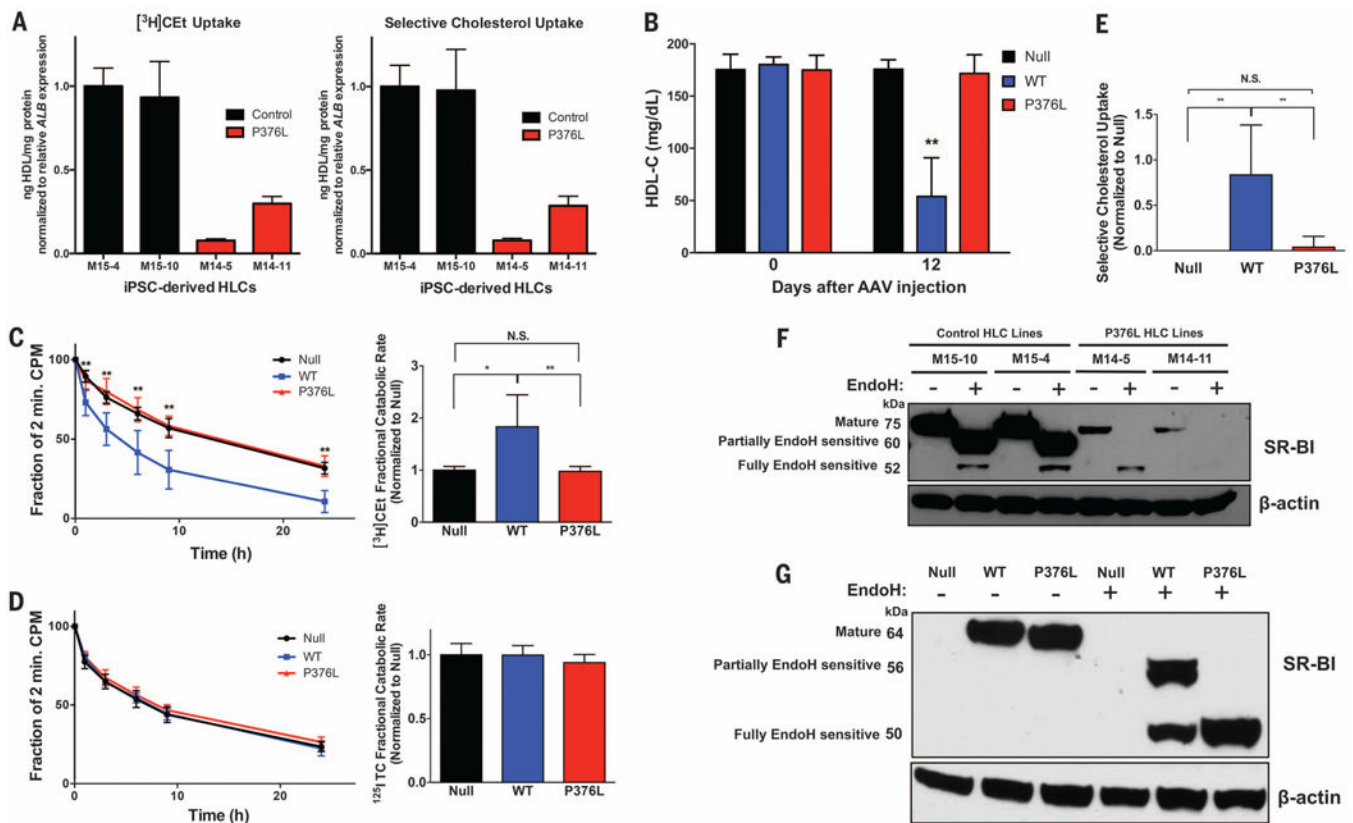 A
[³H]CEt Uptake
ng HDL/mg protein
normalized to relative ALB expression
1.0
0.5
0.0
Control
P376L
M15-4 M15-10 M14-5 M14-11
iPSC-derived HLCs
Selective Cholesterol Uptake
ng HDL/mg protein
normalized to relative ALB expression
1.0
0.5
0.0
Control
P376L
M15-4 M15-10 M14-5 M14-11
iPSC-derived HLCs
B
HDL-C (mg/dL)
200
150
100
50
0
**
Null
WT
P376L
0 12
Days after AAV injection
E
Selective Cholesterol Uptake
(Normalized to Null)
N.S.
** **
1.5
1.0
0.5
0.0
Null WT P376L
C
Fraction of 2 min. CPM
100
50
0
** ** ** ** **
Null
WT
P376L
0 10 20
Time (h)
[³H]CEt Fractional Catabolic Rate
(Normalized to Null)
N.S.
* **
3
2
1
0
Null WT P376L
D
Fraction of 2 min. CPM
100
50
0
Null
WT
P376L
0 10 20
Time (h)
¹²⁵I TC Fractional Catabolic Rate
(Normalized to Null)
1.0
0.5
0.0
Null WT P376L
F
Control HLC Lines P376L HLC Lines
M15-10 M15-4 M14-5 M14-11
EndoH: - + - + - + - +
kDa
Mature 75
Partially EndoH sensitive 60
Fully EndoH sensitive 52
SR-BI
β-actin
G
Null WT P376L Null WT P376L
EndoH: - - - + + +
kDa
Mature 64
Partially EndoH sensitive 56
Fully EndoH sensitive 50
SR-BI
β-actin